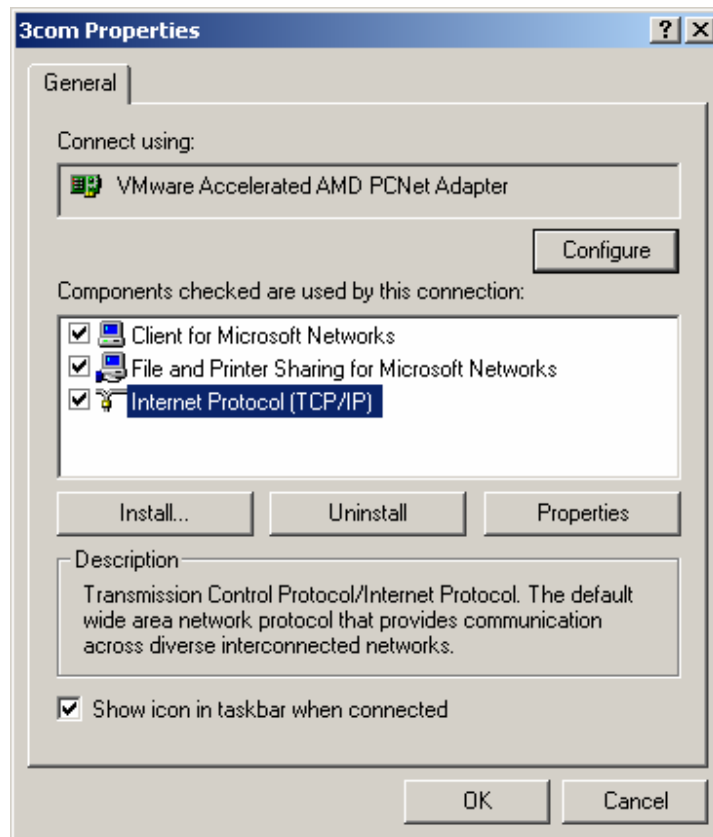 3com Properties
General
Connect using:
VMware Accelerated AMD PCNet Adapter
Configure
Components checked are used by this connection:
Client for Microsoft Networks
File and Printer Sharing for Microsoft Networks
Internet Protocol (TCP/IP)
Install... Uninstall Properties
Description
Transmission Control Protocol/Internet Protocol. The default
wide area network protocol that provides communication
across diverse interconnected networks.
Show icon in taskbar when connected
OK Cancel